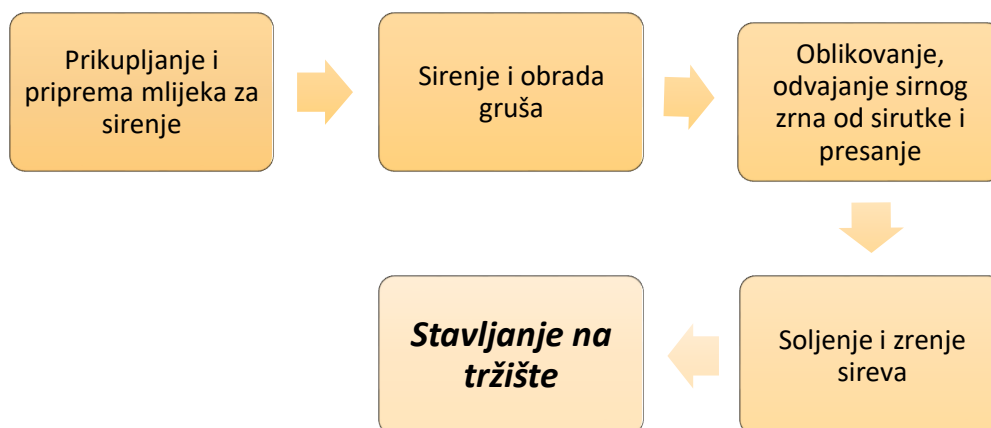 Prikupljanje i
priprema mlijeka za
sirenje
Sirenje i obrada
gruša
Oblikovanje,
odvajanje sirnog
zrna od sirutke i
presanje
Soljenje i zrenje
sireva
Stavljanje na
tržište